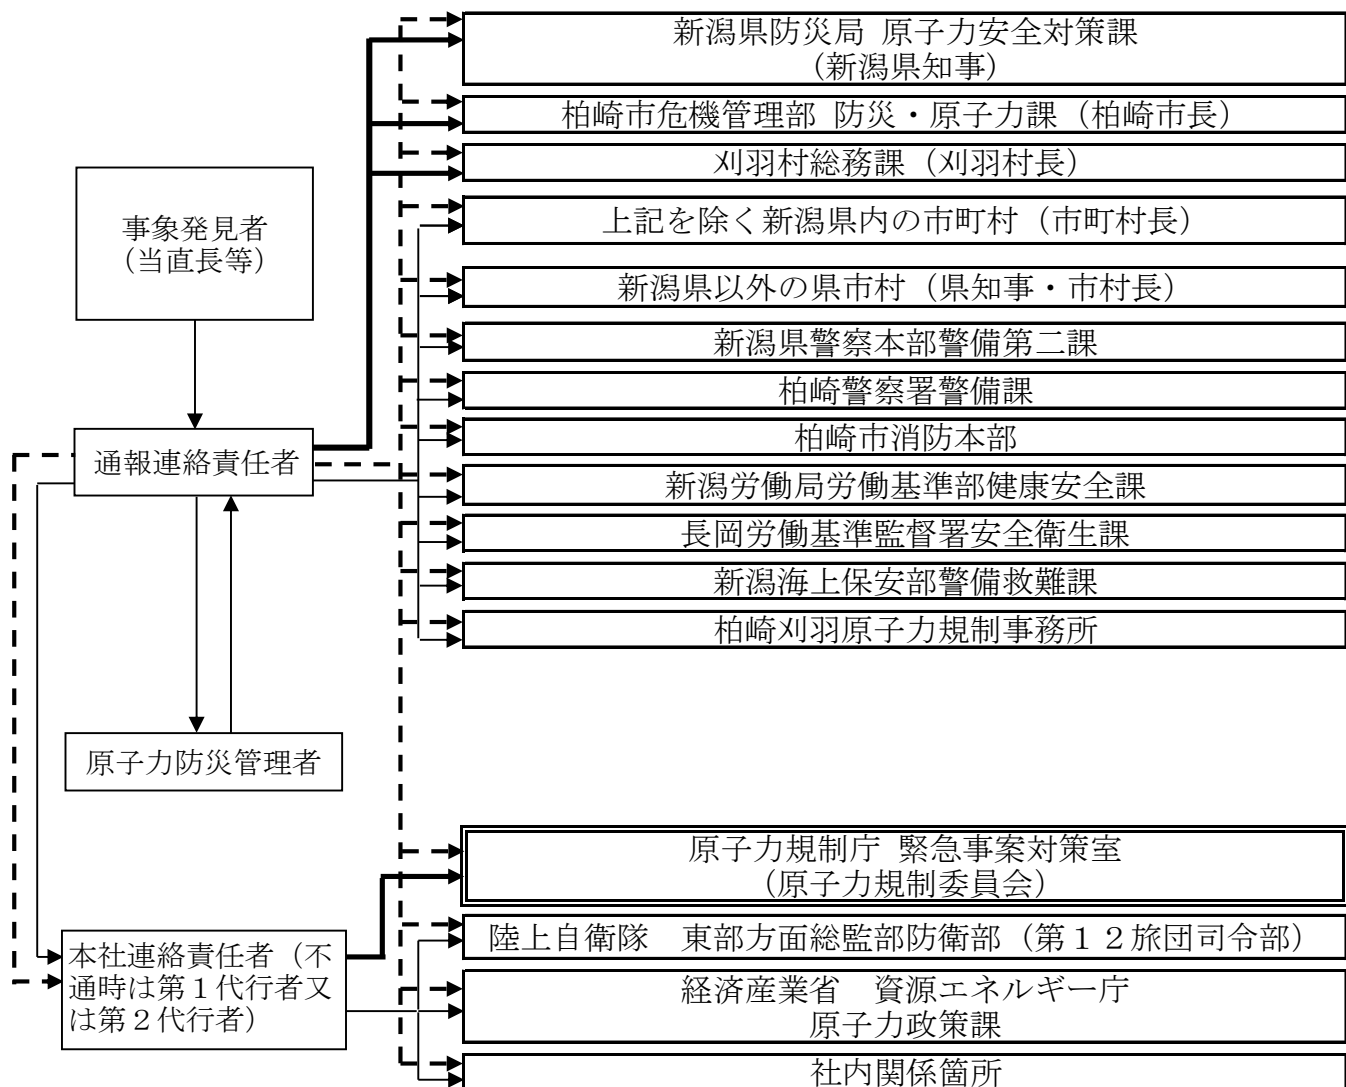 新潟県防災局 原子力安全対策課
（新潟県知事）
柏崎市危機管理部 防災・原子力課（柏崎市長）
刈羽村総務課（刈羽村長）
上記を除く新潟県内の市町村（市町村長）
新潟県以外の県市村（県知事・市村長）
新潟県警察本部警備第二課
柏崎警察署警備課
柏崎市消防本部
新潟労働局労働基準部健康安全課
長岡労働基準監督署安全衛生課
新潟海上保安部警備救難課
柏崎刈羽原子力規制事務所
事象発見者
（当直長等）
通報連絡責任者
原子力防災管理者
原子力規制庁 緊急事案対策室
（原子力規制委員会）
陸上自衛隊　東部方面総監部防衛部（第１２旅団司令部）
経済産業省　資源エネルギー庁
原子力政策課
社内関係箇所
本社連絡責任者（不
通時は第１代行者又
は第２代行者）